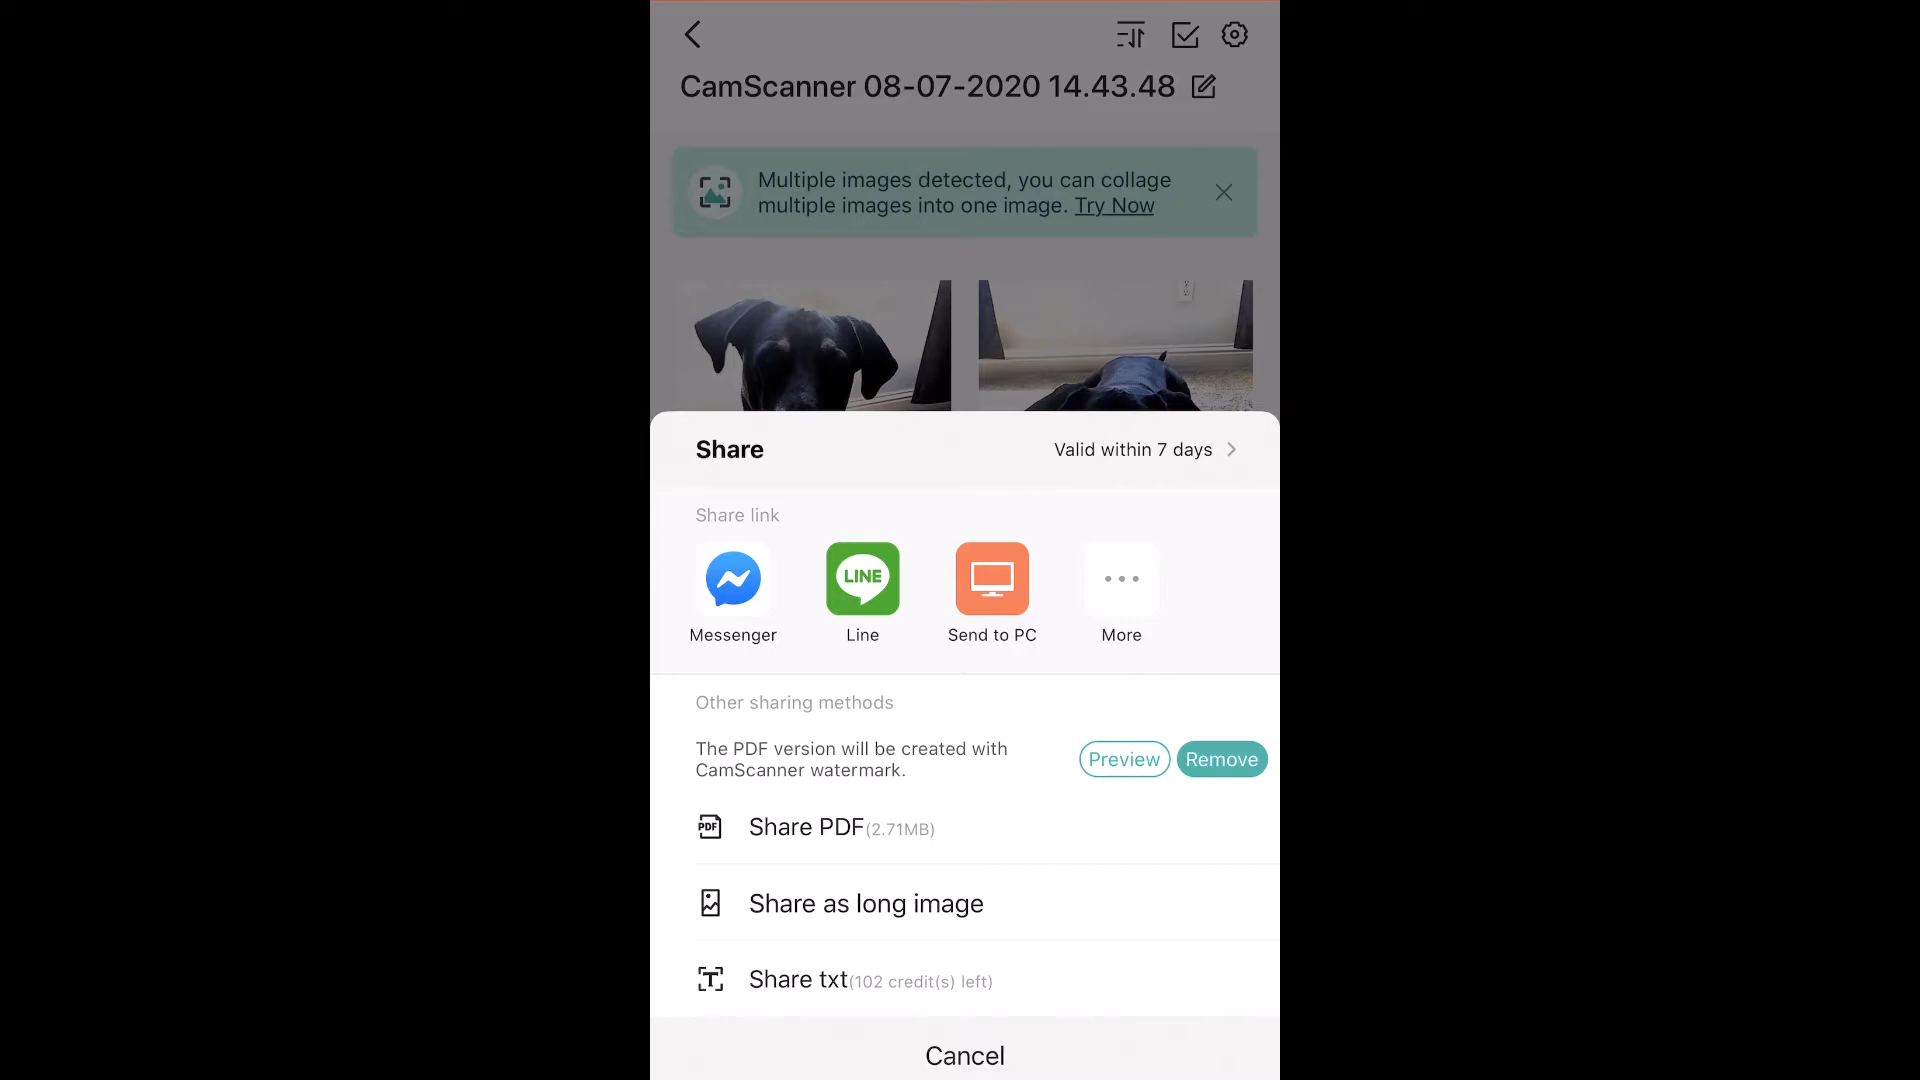 CamScanner 08-07-2020 14.43.48
Multiple images detected, you can collage
multiple images into one image. Try Now
Share
Valid within 7 days
Share link
LINE
Messenger
Line
Send to PC
More
Other sharing methods
The PDF version will be created with
CamScanner watermark.
Preview
Remove
PDF
Share PDF(2.71MB)
Share as long image
T
Share txt(102 credit(s) left)
Cancel